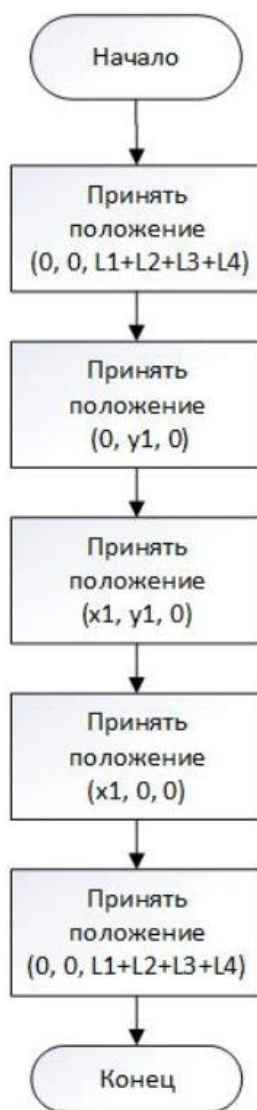 Начало
Принять
положение
(0, 0, L1+L2+L3+L4)
Принять
положение
(0, y1, 0)
Принять
положение
(x1, y1, 0)
Принять
положение
(x1, 0, 0)
Принять
положение
(0, 0, L1+L2+L3+L4)
Конец